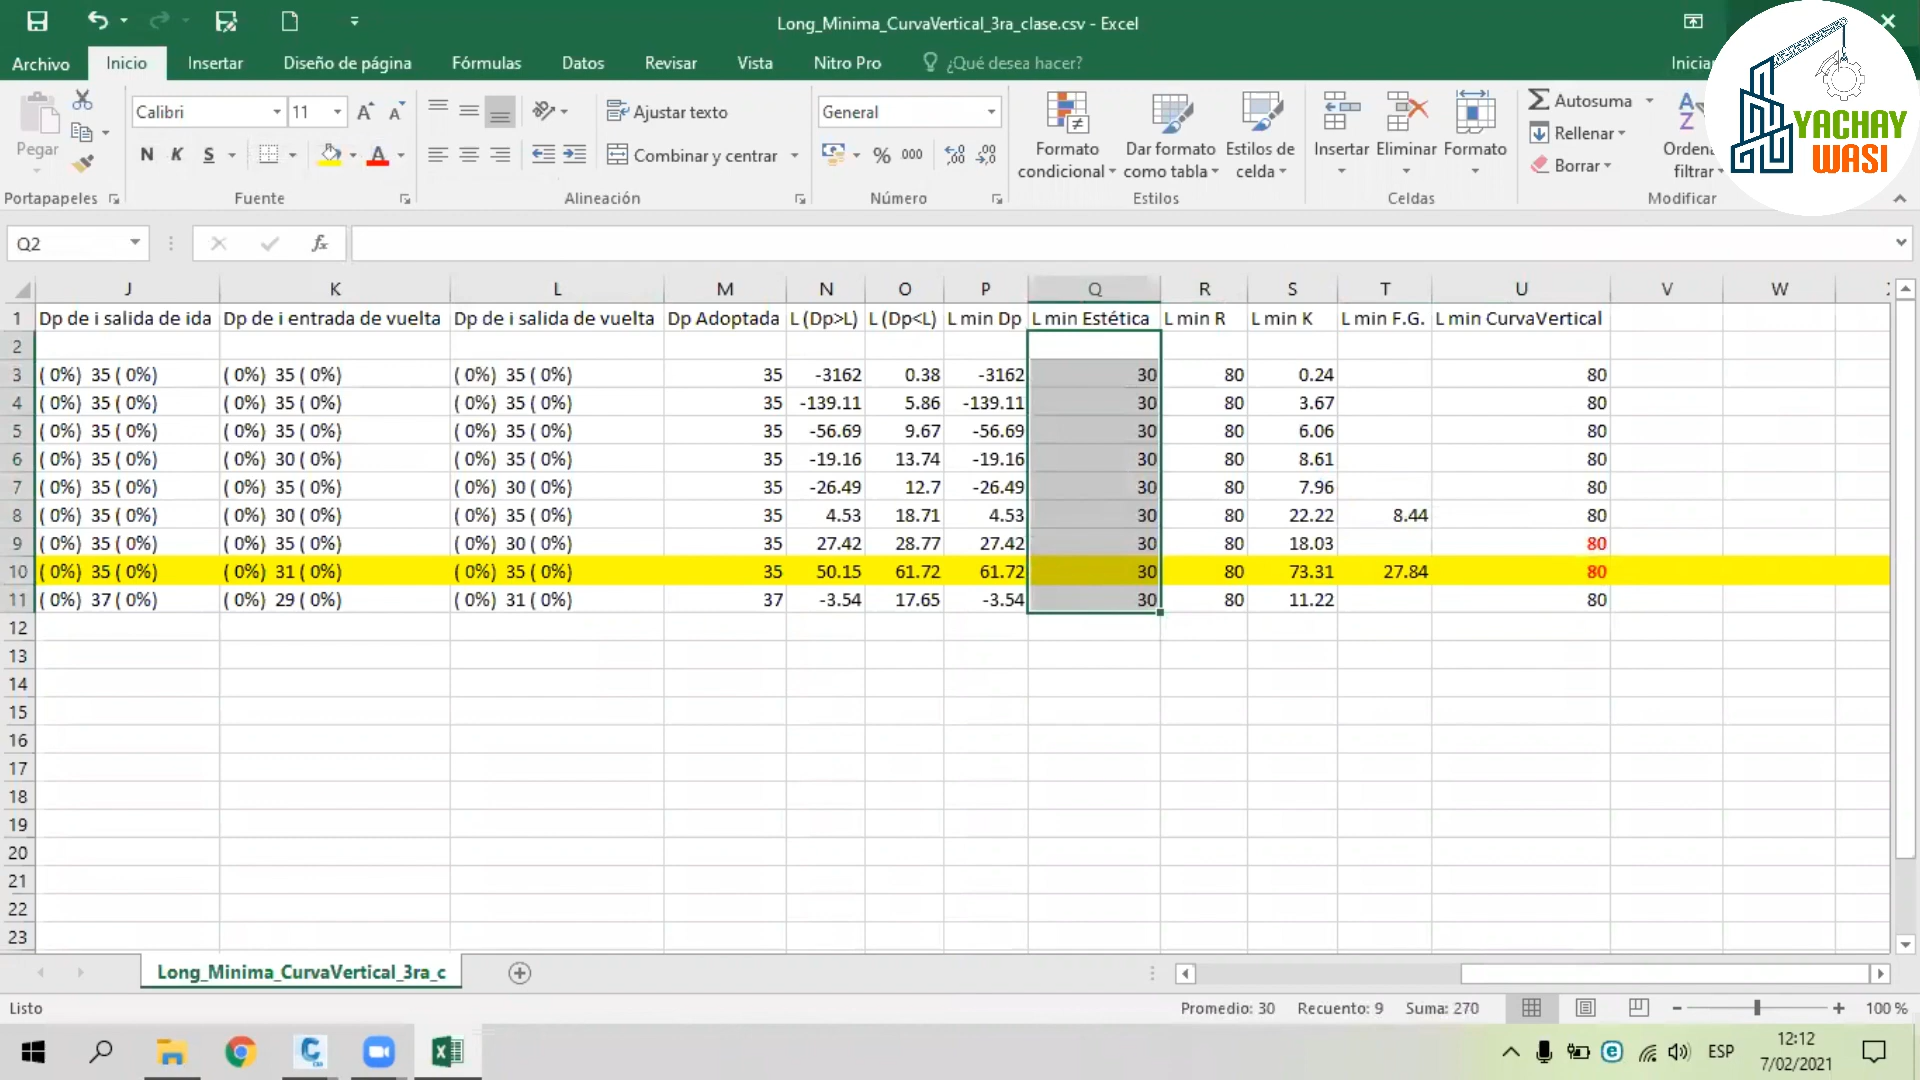 Long_Minima_CurvaVertical_3ra_clase.csv - Excel
Archivo Inicio Insertar Diseño de página Fórmulas Datos Revisar Vista Nitro Pro ¿Qué desea hacer?
Pegar
Calibri 11
N K S
Ajustar texto
Combinar y centrar
General
% 000
Formato condicional
Dar formato como tabla
Estilos de celda
Insertar Eliminar Formato
Autosuma
Rellenar
Borrar
filtrar
YACHAY
WASI
Portapapeles Fuente Alineación Número Estilos Celdas Modificar
Q2 fx
J K L M N O P Q R S T U V W
1 Dp de i salida de ida Dp de i entrada de vuelta Dp de i salida de vuelta Dp Adoptada L (Dp>L) L (Dp<L) L min Dp L min Estética L min R L min K L min F.G. L min CurvaVertical
2
3 ( 0%) 35 ( 0%) ( 0%) 35 ( 0%) ( 0%) 35 ( 0%) 35 -3162 0.38 -3162 30 80 0.24 80
4 ( 0%) 35 ( 0%) ( 0%) 35 ( 0%) ( 0%) 35 ( 0%) 35 -139.11 5.86 -139.11 30 80 3.67 80
5 ( 0%) 35 ( 0%) ( 0%) 35 ( 0%) ( 0%) 35 ( 0%) 35 -56.69 9.67 -56.69 30 80 6.06 80
6 ( 0%) 35 ( 0%) ( 0%) 30 ( 0%) ( 0%) 35 ( 0%) 35 -19.16 13.74 -19.16 30 80 8.61 80
7 ( 0%) 35 ( 0%) ( 0%) 35 ( 0%) ( 0%) 30 ( 0%) 35 -26.49 12.7 -26.49 30 80 7.96 80
8 ( 0%) 35 ( 0%) ( 0%) 30 ( 0%) ( 0%) 35 ( 0%) 35 4.53 18.71 4.53 30 80 22.22 8.44 80
9 ( 0%) 35 ( 0%) ( 0%) 35 ( 0%) ( 0%) 30 ( 0%) 35 27.42 28.77 27.42 30 80 18.03 80
10 ( 0%) 35 ( 0%) ( 0%) 31 ( 0%) ( 0%) 35 ( 0%) 35 50.15 61.72 61.72 30 80 73.31 27.84 80
11 ( 0%) 37 ( 0%) ( 0%) 29 ( 0%) ( 0%) 31 ( 0%) 37 -3.54 17.65 -3.54 30 80 11.22 80
12
13
14
15
16
17
18
19
20
21
22
23
Long_Minima_CurvaVertical_3ra_c
Listo Promedio: 30 Recuento: 9 Suma: 270 100 %
ESP
12:12
7/02/2021